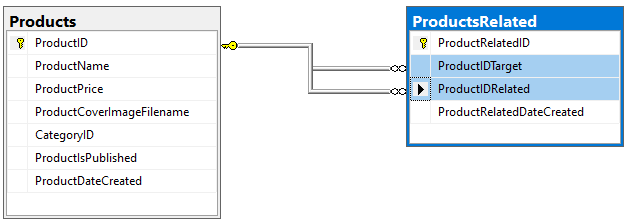 Products
ProductID
ProductName
ProductPrice
ProductCoverImageFilename
CategoryID
ProductIsPublished
ProductDateCreated
ProductsRelated
ProductRelatedID
ProductIDTarget
ProductIDRelated
ProductRelatedDateCreated